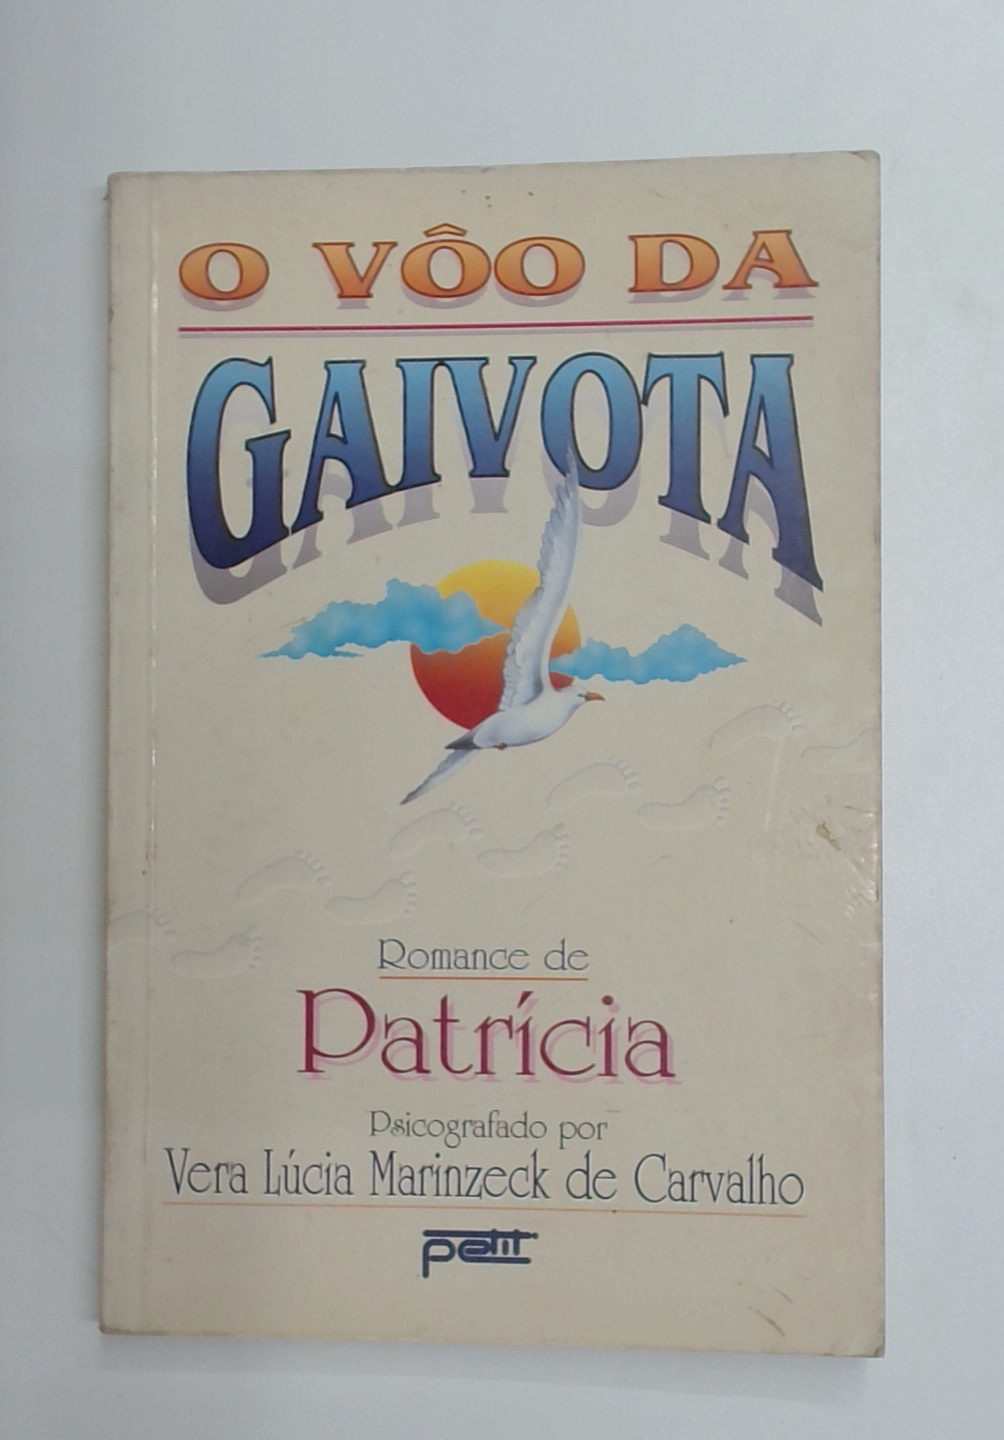 O VÔO DA
GAIVOTA
Romance de
Patrícia
Psicografado por
Vera Lúcia Marinzeck de Carvalho
petit